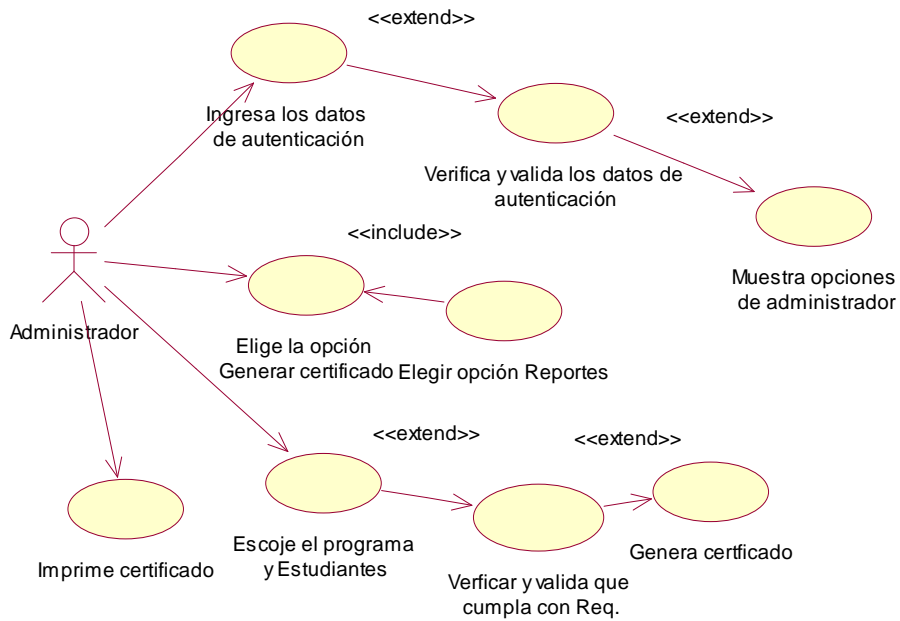 <<extend>>
Ingresa los datos
de autenticación
<<extend>>
Verifica y valida los datos de
autenticación
Muestra opciones
de administrador
<<include>>
Administrador
Elige la opción
Generar certificado
Elegir opción Reportes
<<extend>>
<<extend>>
Imprime certificado
Escoje el programa
y Estudiantes
Verficar y valida que
cumpla con Req.
Genera certficado